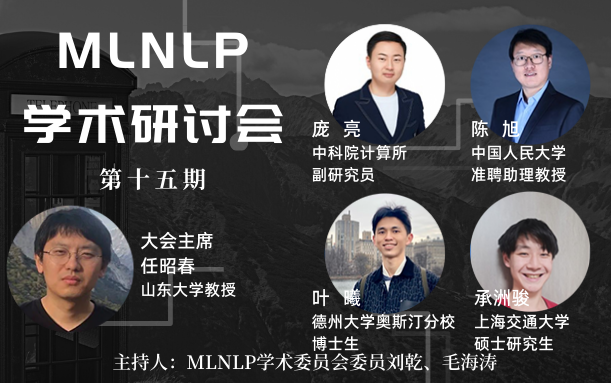 MLNLP
学术研讨会
第十五期
庞 亮
中科院计算所
副研究员
陈 旭
中国人民大学
准聘助理教授
大会主席
任昭春
山东大学教授
叶 曦
德州大学奥斯汀分校
博士生
承洲骏
上海交通大学
硕士研究生
主持人：MLNLP学术委员会委员刘乾、毛海涛